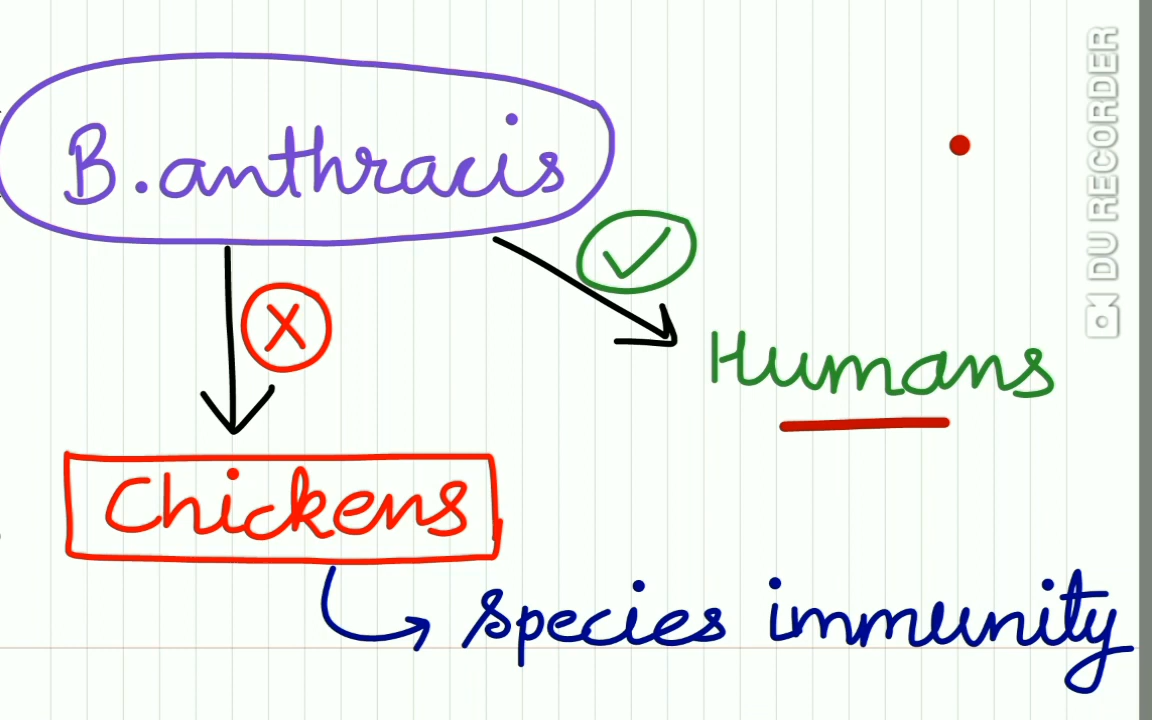 B.anthracis
X
Humans
Chickens
species immunity
DU RECORDER